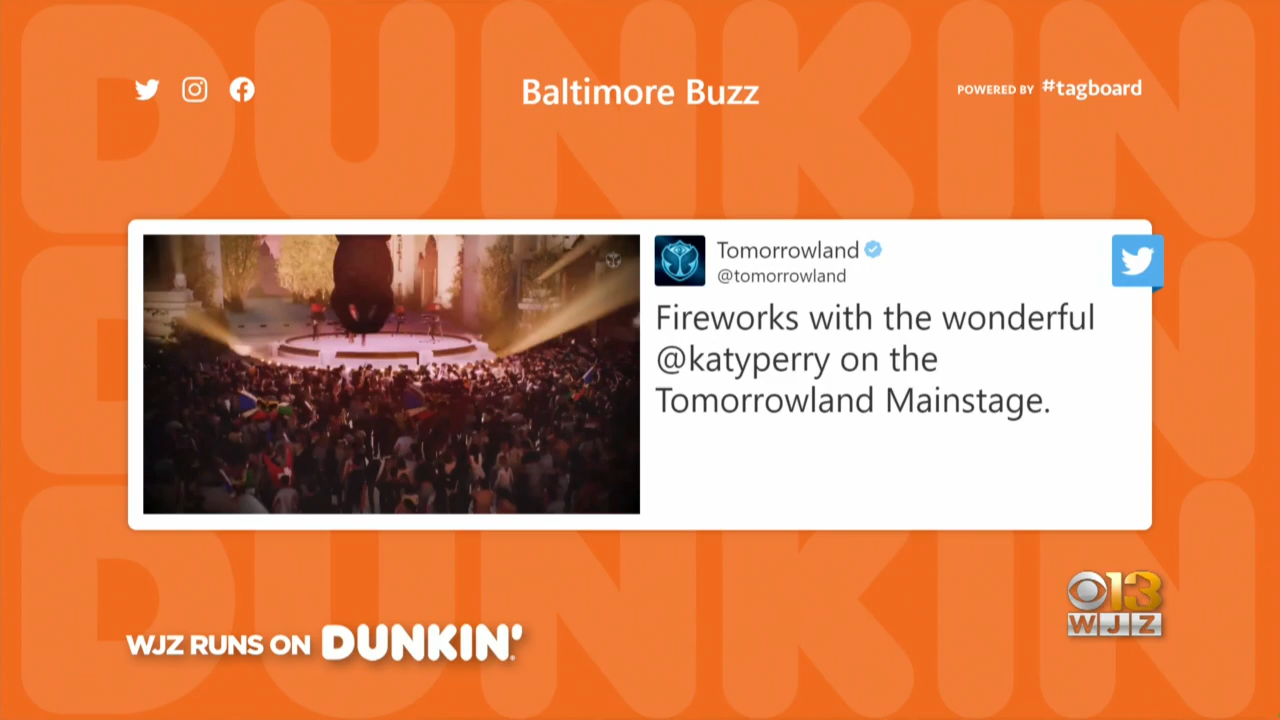 Baltimore Buzz
POWERED BY #tagboard
Tomorrowland
@tomorrowland
Fireworks with the wonderful
@katyperry on the
Tomorrowland Mainstage.
WJZ RUNS ON DUNKIN'
13
WJZ
DUNKIN
DUNKIN